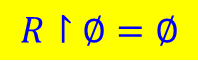 R ↾ ∅ = ∅